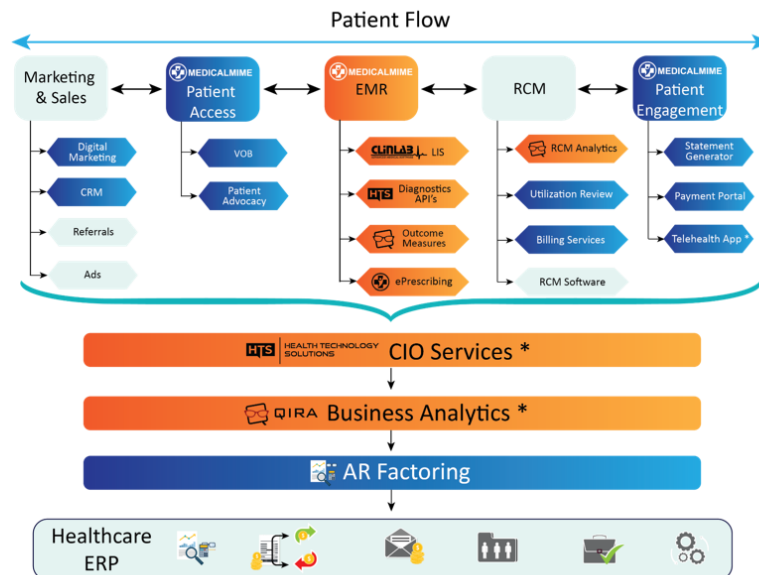 Patient Flow
Marketing
& Sales
MEDICALMIME
Patient
Access
MEDICALMIME
EMR
RCM
MEDICALMIME
Patient
Engagement
Digital
Marketing
CRM
Referrals
Ads
VOB
Patient
Advocacy
CLINLAB LIS
HTS Diagnostics
API's
Outcome
Measures
ePrescribing
RCM Analytics
Utilization Review
Billing Services
RCM Software
Statement
Generator
Payment Portal
Telehealth App *
HTS HEALTH TECHNOLOGY
SOLUTIONS CIO Services *
QIRA Business Analytics *
AR Factoring
Healthcare
ERP